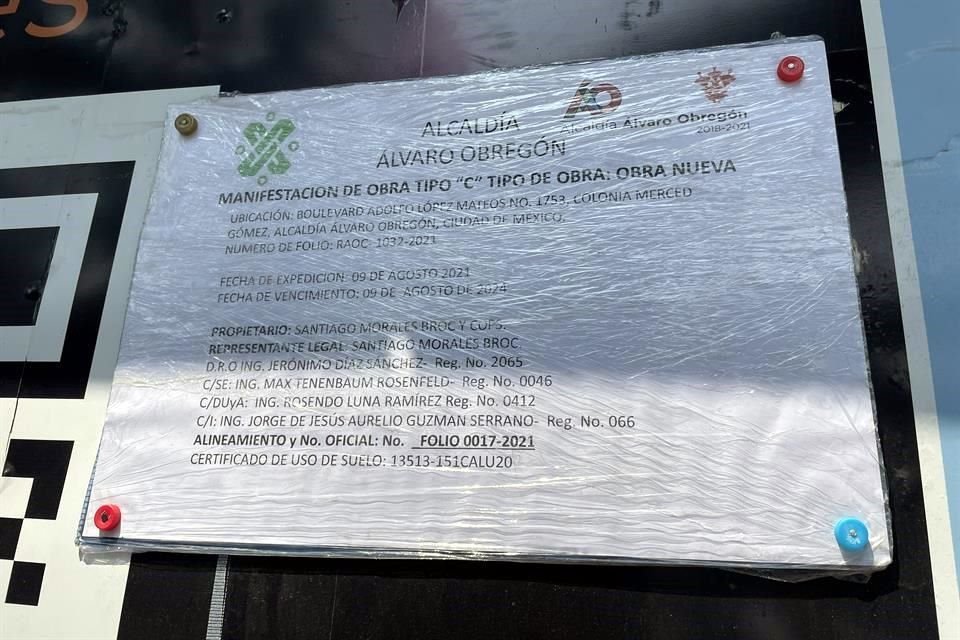 es
ALCALDÍA
ÁLVARO OBREGÓN
AO
Alcaldía Álvaro Obregón
2018-2021
MANIFESTACION DE OBRA TIPO "C" TIPO DE OBRA: OBRA NUEVA
UBICACIÓN: BOULEVARD ADOLFO LÓPEZ MATEOS NO. 1753, COLONIA MERCED
GÓMEZ, ALCALDÍA ÁLVARO OBREGÓN, CIUDAD DE MÉXICO.
NUMERO DE FOLIO: RAOC- 1032-2021
FECHA DE EXPEDICION: 09 DE AGOSTO 2021
FECHA DE VENCIMIENTO: 09 DE AGOSTO DE 2024
PROPIETARIO: SANTIAGO MORALES BROC Y COPS.
REPRESENTANTE LEGAL: SANTIAGO MORALES BROC.
D.R.O ING. JERÓNIMO DÍAZ SÁNCHEZ- Reg. No. 2065
C/SE: ING. MAX TENENBAUM ROSENFELD- Reg. No. 0046
C/DUyA: ING. ROSENDO LUNA RAMÍREZ Reg. No. 0412
C/I: ING. JORGE DE JESÚS AURELIO GUZMAN SERRANO- Reg. No. 066
ALINEAMIENTO y No. OFICIAL: No. FOLIO 0017-2021
CERTIFICADO DE USO DE SUELO: 13513-151CALU20